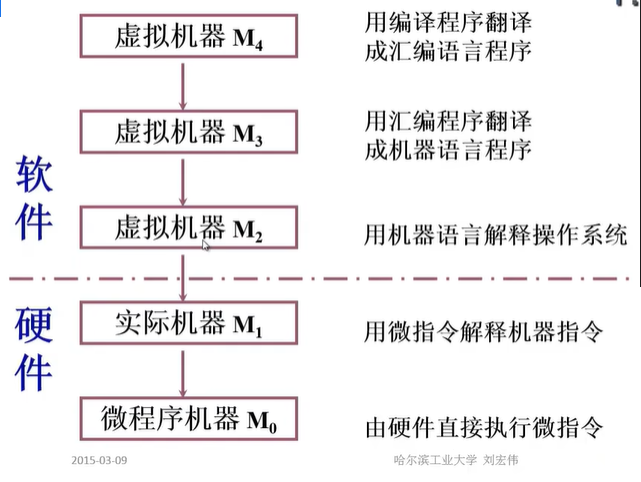 虚拟机器 M4
用编译程序翻译
成汇编语言程序
虚拟机器 M3
用汇编程序翻译
成机器语言程序
软件
虚拟机器 M2
用机器语言解释操作系统
硬件
实际机器 M1
用微指令解释机器指令
微程序机器 M0
由硬件直接执行微指令
2015-03-09
哈尔滨工业大学 刘宏伟